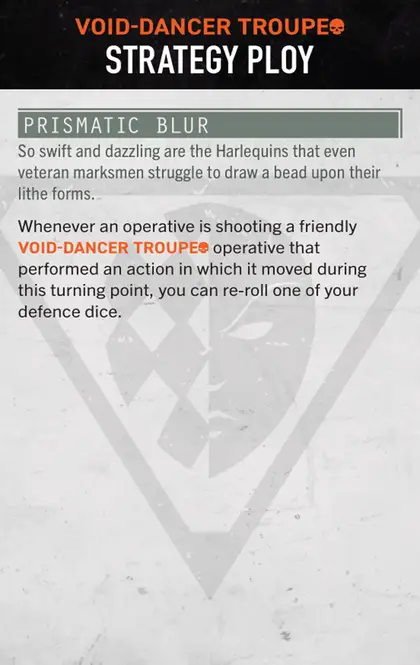 VOID-DANCER TROUPE
STRATEGY PLOY
PRISMATIC BLUR
So swift and dazzling are the Harlequins that even
veteran marksmen struggle to draw a bead upon their
lithe forms.
Whenever an operative is shooting a friendly
VOID-DANCER TROUPE operative that
performed an action in which it moved during
this turning point, you can re-roll one of your
defence dice.